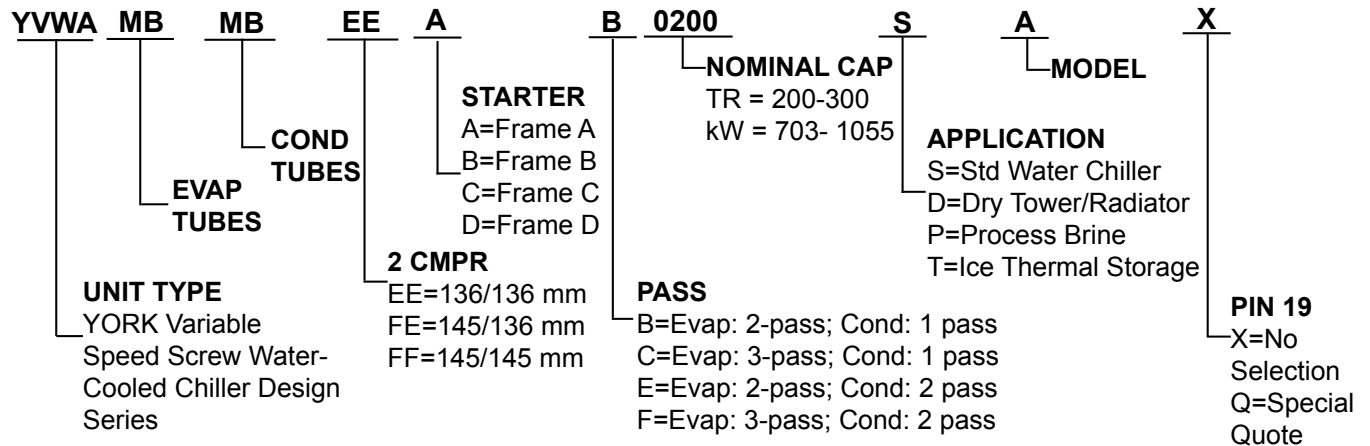 YVWA MB MB EE A B 0200 S A X
NOMINAL CAP
TR = 200-300
kW = 703- 1055
MODEL
STARTER
A=Frame A
B=Frame B
C=Frame C
D=Frame D
COND
TUBES
EVAP
TUBES
APPLICATION
S=Std Water Chiller
D=Dry Tower/Radiator
P=Process Brine
T=Ice Thermal Storage
2 CMPR
EE=136/136 mm
FE=145/136 mm
FF=145/145 mm
UNIT TYPE
YORK Variable
Speed Screw Water-
Cooled Chiller Design
Series
PASS
B=Evap: 2-pass; Cond: 1 pass
C=Evap: 3-pass; Cond: 1 pass
E=Evap: 2-pass; Cond: 2 pass
F=Evap: 3-pass; Cond: 2 pass
PIN 19
X=No
Selection
Q=Special
Quote